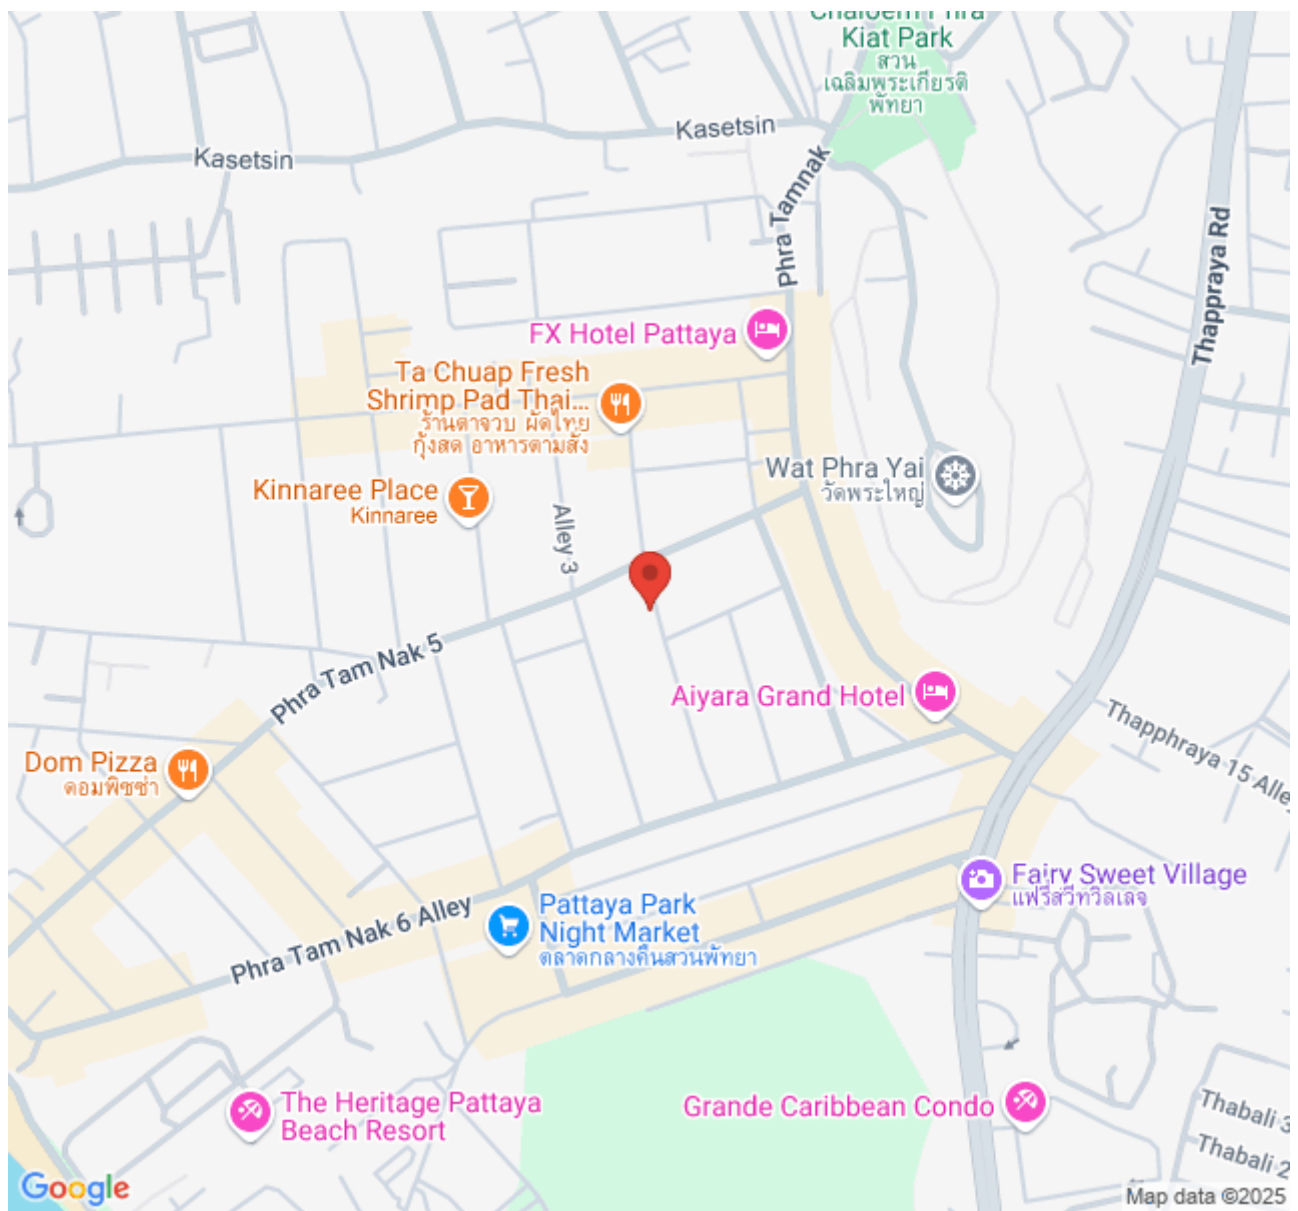 Chaloem Phra
Kiat Park
สวน
เฉลิมพระเกียรติ
พัทยา
Kasetsin
Kasetsin
Phra Tamnak
Thappraya Rd
FX Hotel Pattaya
Ta Chuap Fresh
Shrimp Pad Thai...
ร้านตาจวบ ผัดไทย
กุ้งสด อาหารตามสั่ง
Wat Phra Yai
วัดพระใหญ่
Kinnaree Place
Kinnaree
Alley 3
Phra Tam Nak 5
Aiyara Grand Hotel
Thapphraya 15 Alley
Dom Pizza
ดอมพิซซ่า
Fairy Sweet Village
แฟรี่สวีทวิลเลจ
Pattaya Park
Night Market
ตลาดกลางคืนสวนพัทยา
Phra Tam Nak 6 Alley
The Heritage Pattaya
Beach Resort
Grande Caribbean Condo
Thabali 3
Thabali 2
Google
Map data ©2025